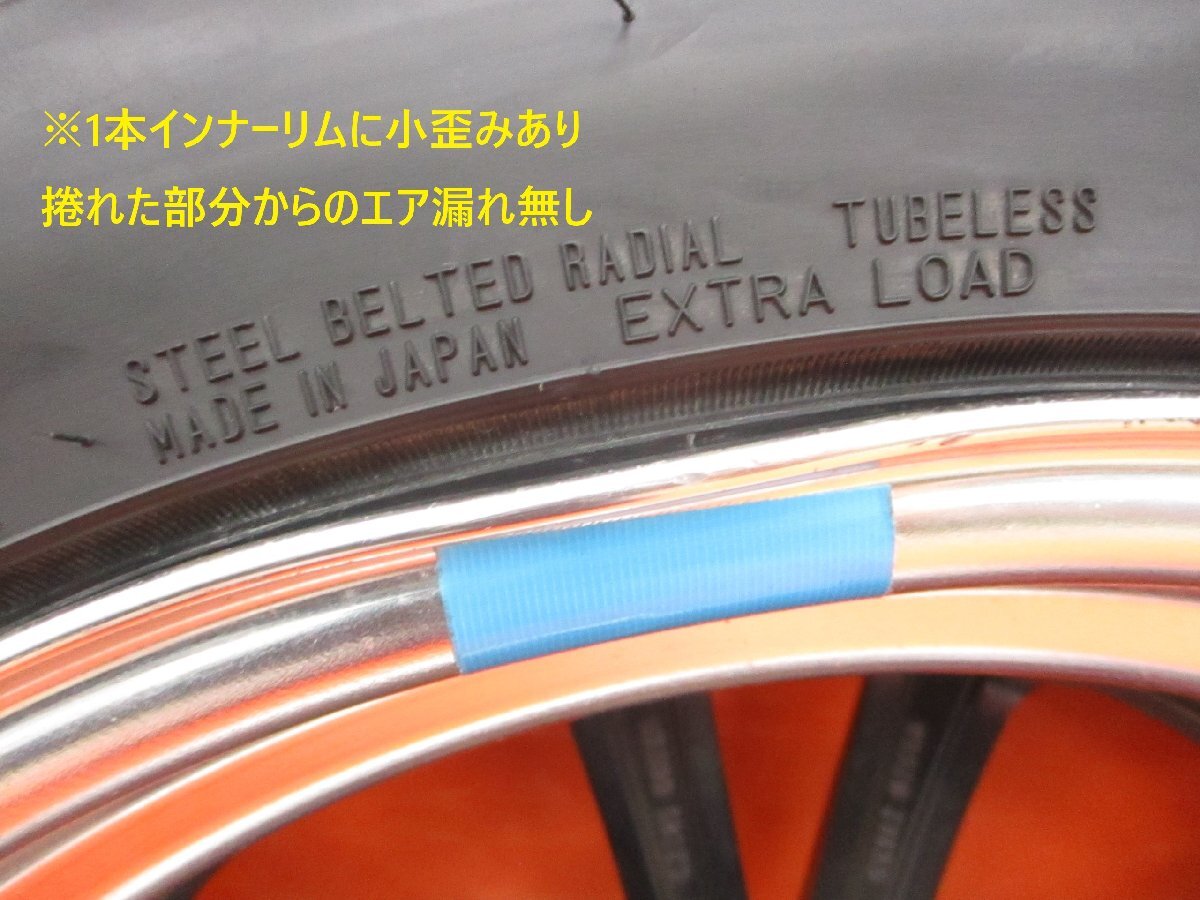 ※1本インナーリムに小歪みあり
捲れた部分からのエア漏れ無し
STEEL BELTED RADIAL TUBELESS
MADE IN JAPAN EXTRA LOAD